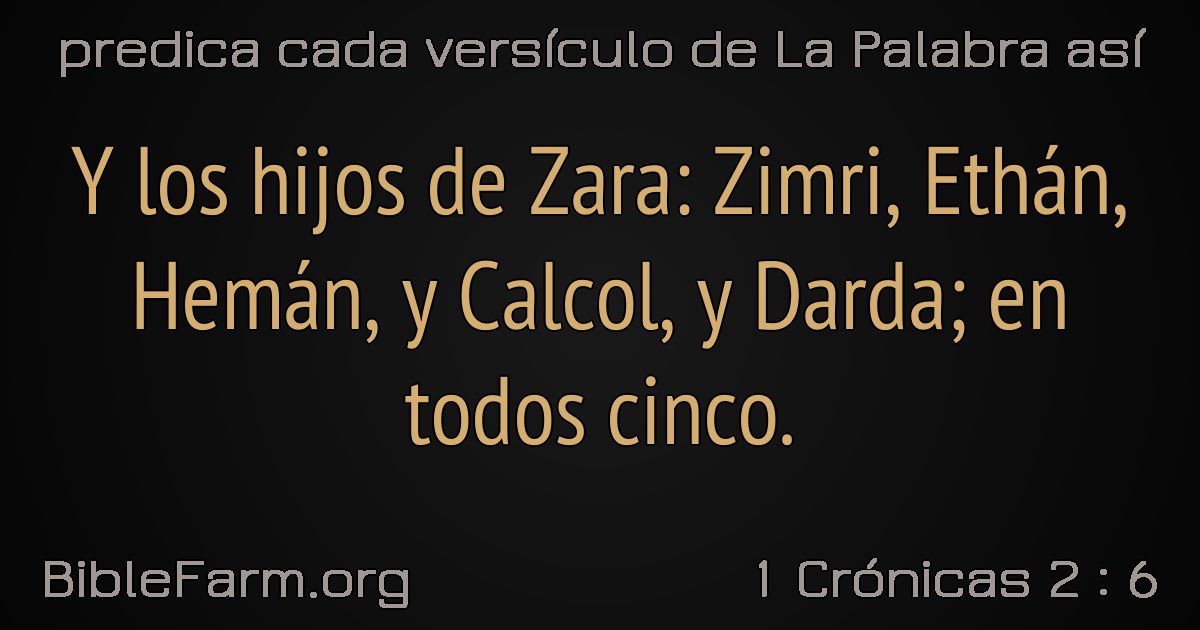 predica cada versículo de La Palabra así
Y los hijos de Zara: Zimri, Ethán,
Hemán, y Calcol, y Darda; en
todos cinco.
BibleFarm.org
1 Crónicas 2 : 6